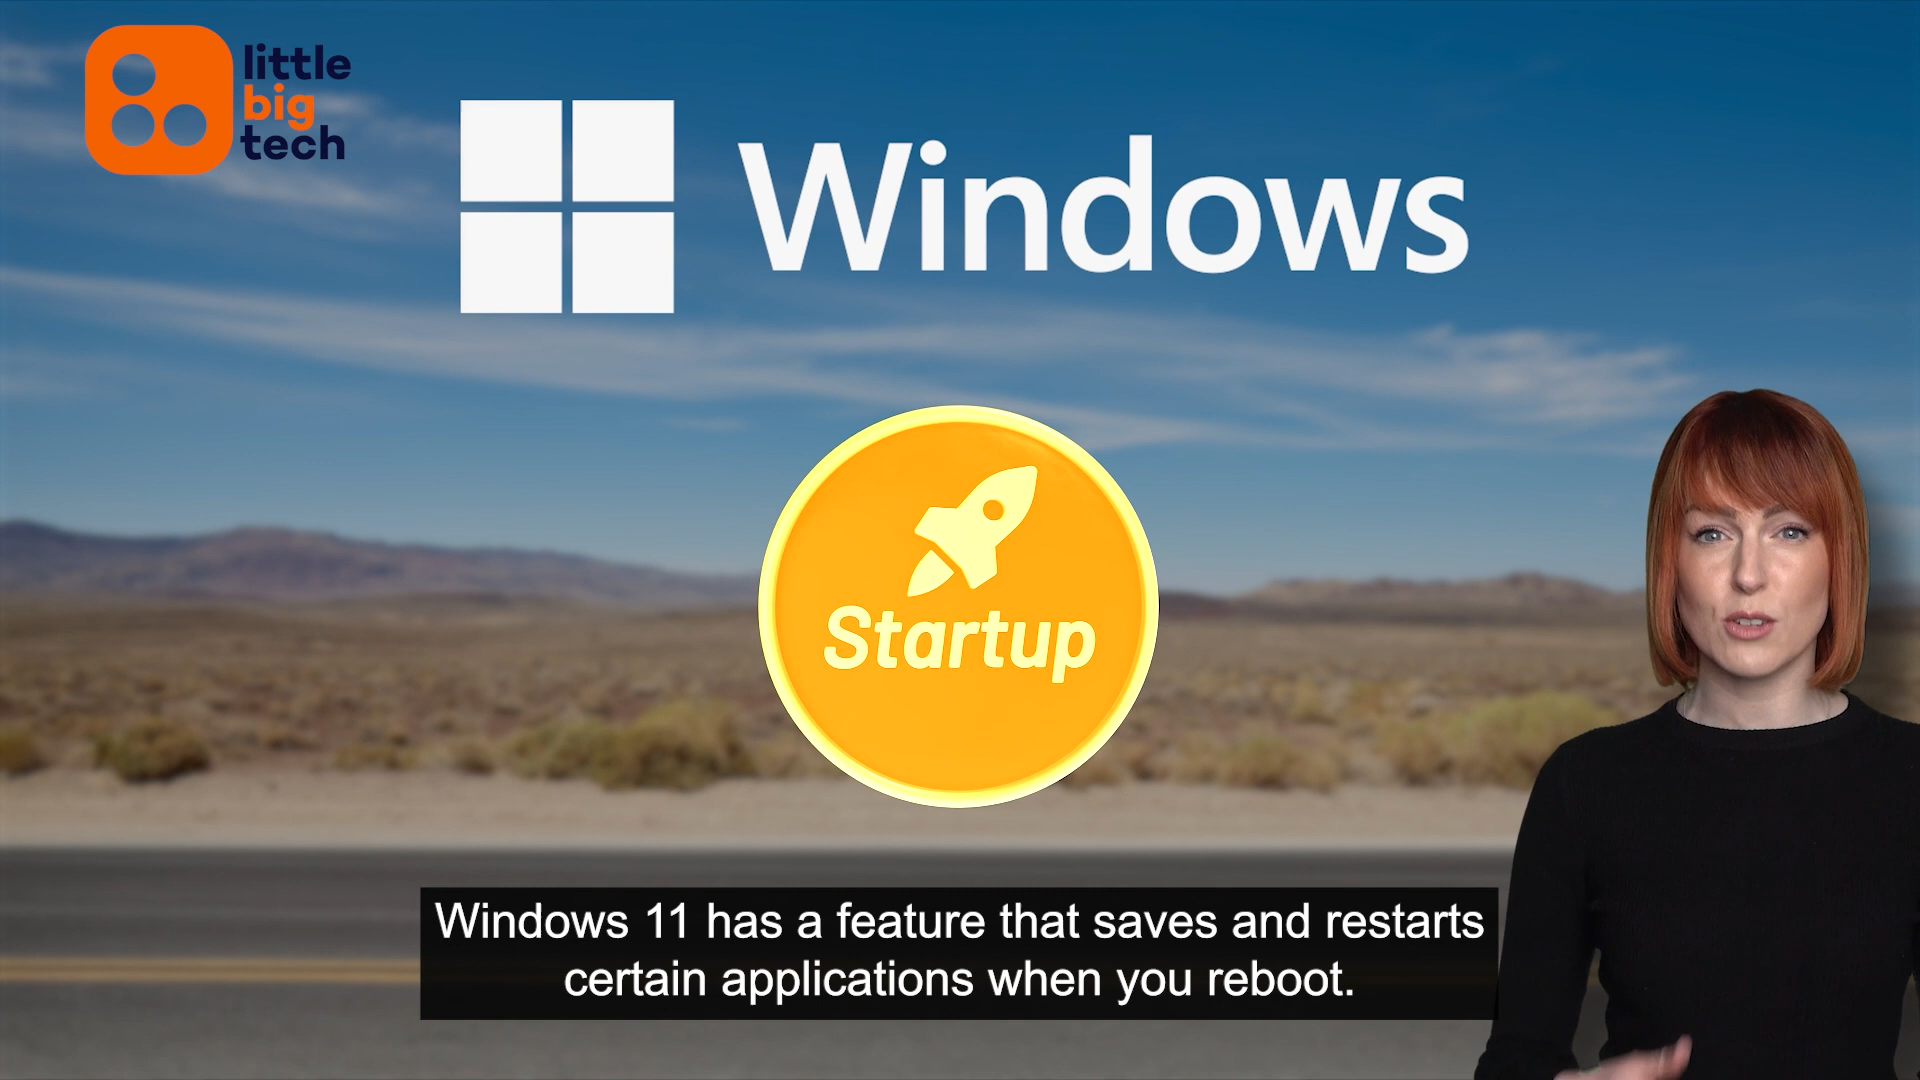 little
big
tech
Windows
Startup
Windows 11 has a feature that saves and restarts
certain applications when you reboot.